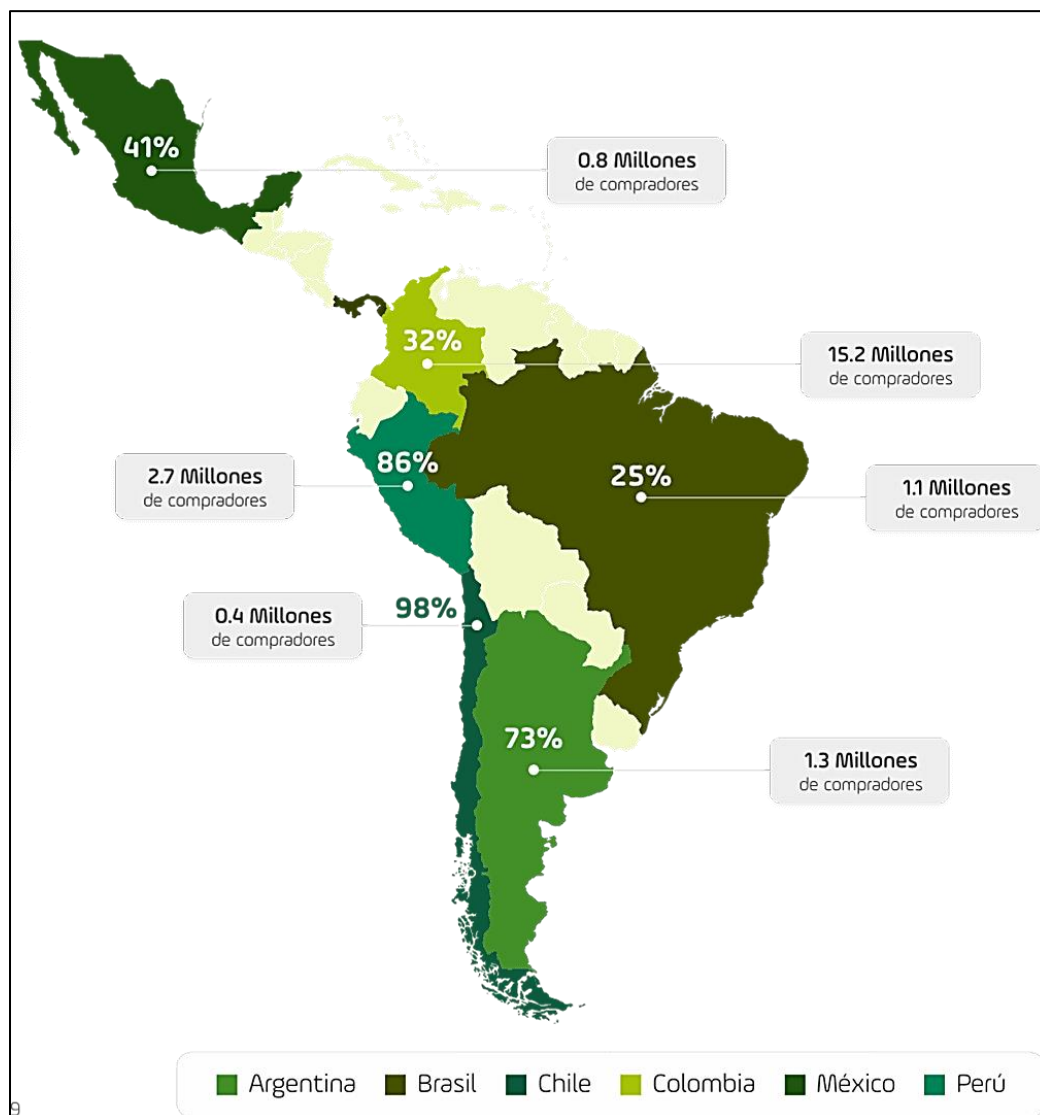 41%
0.8 Millones
de compradores
32%
15.2 Millones
de compradores
86%
2.7 Millones
de compradores
25%
1.1 Millones
de compradores
98%
0.4 Millones
de compradores
73%
1.3 Millones
de compradores
Argentina Brasil Chile Colombia México Perú
9